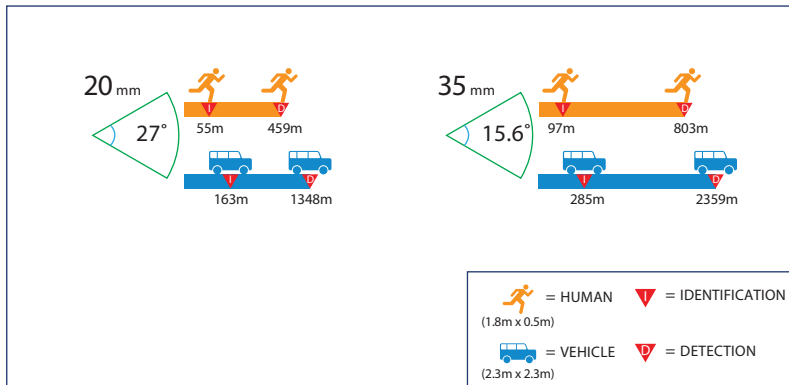 20 mm
27°
I D
55m 459m
I D
163m 1348m
35 mm
15.6°
I D
97m 803m
I D
285m 2359m
= HUMAN I = IDENTIFICATION
(1.8m x 0.5m)
= VEHICLE D = DETECTION
(2.3m x 2.3m)